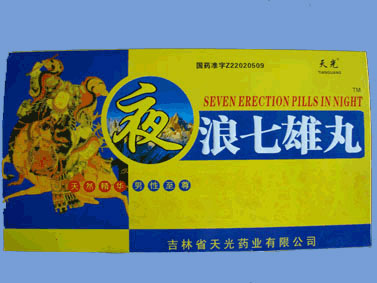 国药准字Z22020509
天光
TIANGUANG
TM
SEVEN ERECTION PILLS IN NIGHT
夜浪七雄丸
天然精华 男性至尊
吉林省天光药业有限公司